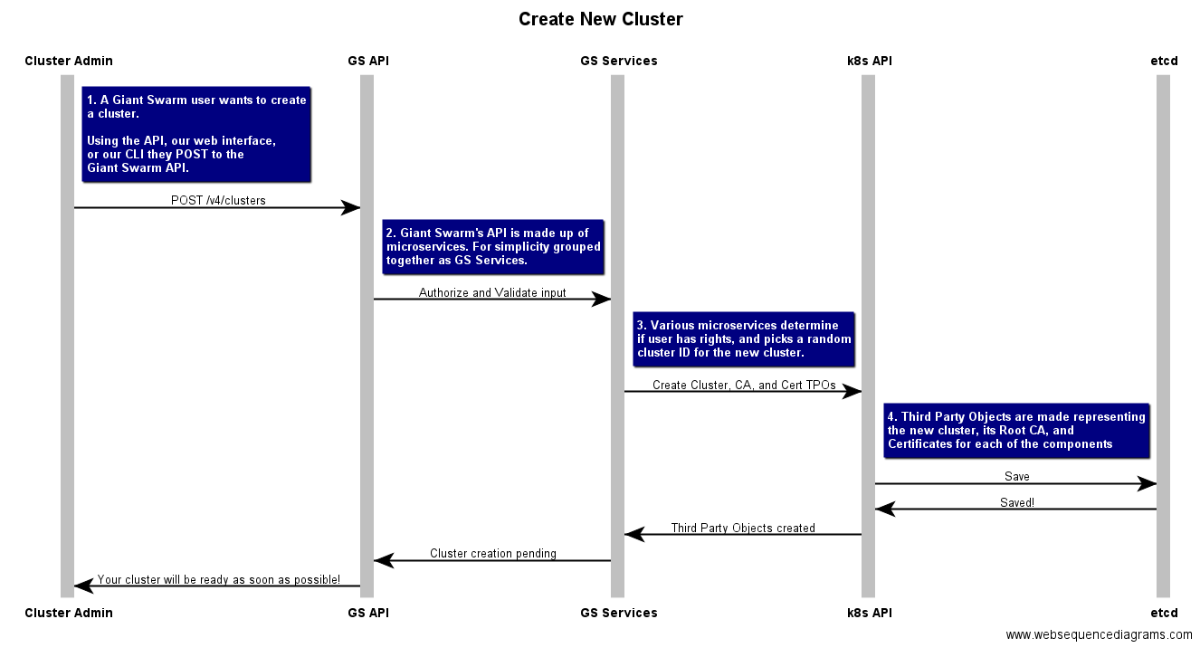 Create New Cluster
Cluster Admin
GS API
GS Services
k8s API
etcd
1. A Giant Swarm user wants to create
a cluster.
Using the API, our web interface,
or our CLI they POST to the
Giant Swarm API.
POST /v4/clusters
2. Giant Swarm's API is made up of
microservices. For simplicity grouped
together as GS Services.
Authorize and Validate input
3. Various microservices determine
if user has rights, and picks a random
cluster ID for the new cluster.
Create Cluster, CA, and Cert TPOs
4. Third Party Objects are made representing
the new cluster, its Root CA, and
Certificates for each of the components
Save
Saved!
Third Party Objects created
Cluster creation pending
Your cluster will be ready as soon as possible!
Cluster Admin
GS API
GS Services
k8s API
etcd
www.websequencediagrams.com